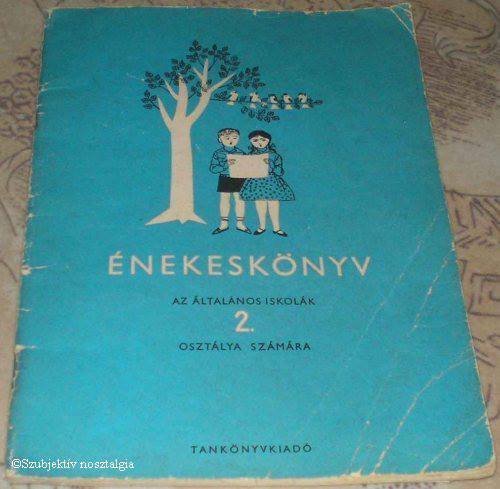 ÉNEKESKÖNYV
AZ ÁLTALÁNOS ISKOLÁK
2.
OSZTÁLYA SZÁMÁRA
TANKÖNYVKIADÓ
©Szubjektív nosztalgia